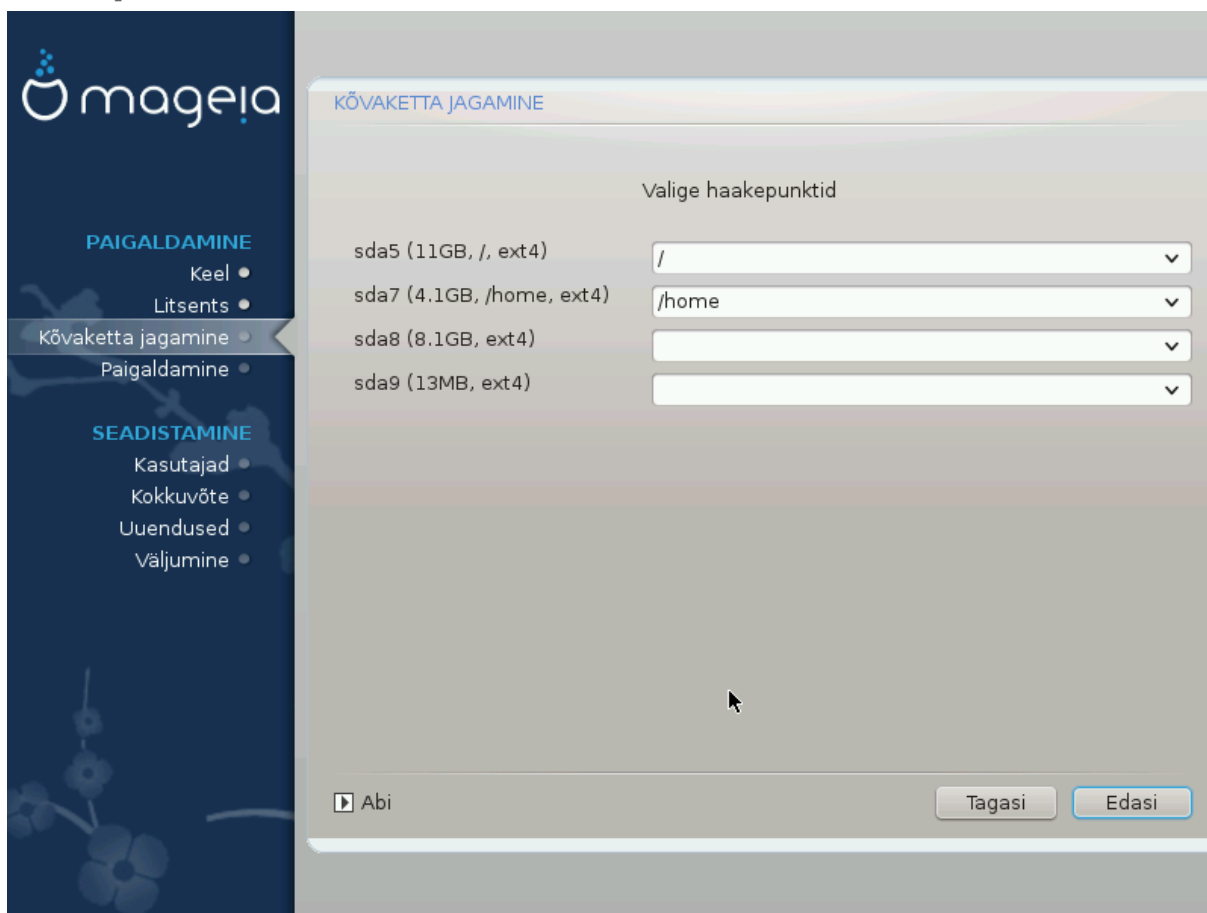 mageia
PAIGALDAMINE
Keel
Litsents
Kõvaketta jagamine
Paigaldamine
SEADISTAMINE
Kasutajad
Kokkuvõte
Uuendused
Väljumine
KÕVAKETTA JAGAMINE
Valige haakepunktid
sda5 (11GB, /, ext4) /
sda7 (4.1GB, /home, ext4) /home
sda8 (8.1GB, ext4)
sda9 (13MB, ext4)
Abi
Tagasi
Edasi